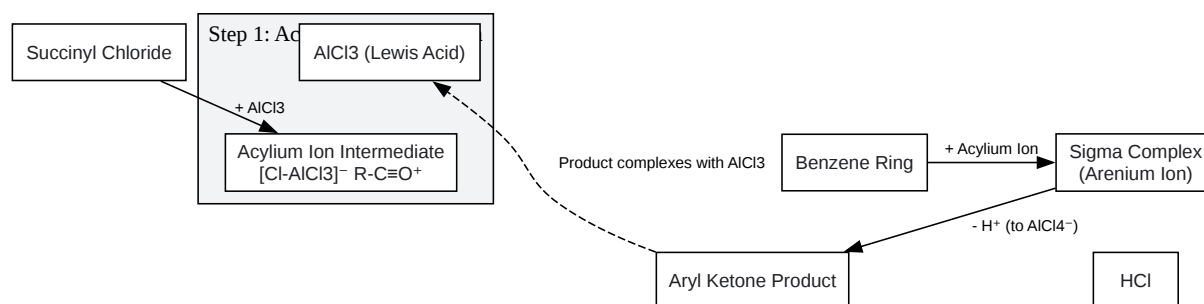 Succinyl Chloride
Step 1: Ac
AlCl3 (Lewis Acid)
+ AlCl3
Acylium Ion Intermediate
[Cl-AlCl3]⁻ R-C≡O⁺
Product complexes with AlCl3
Benzene Ring
+ Acylium Ion
Sigma Complex
(Arenium Ion)
- H⁺ (to AlCl4⁻)
Aryl Ketone Product
HCl